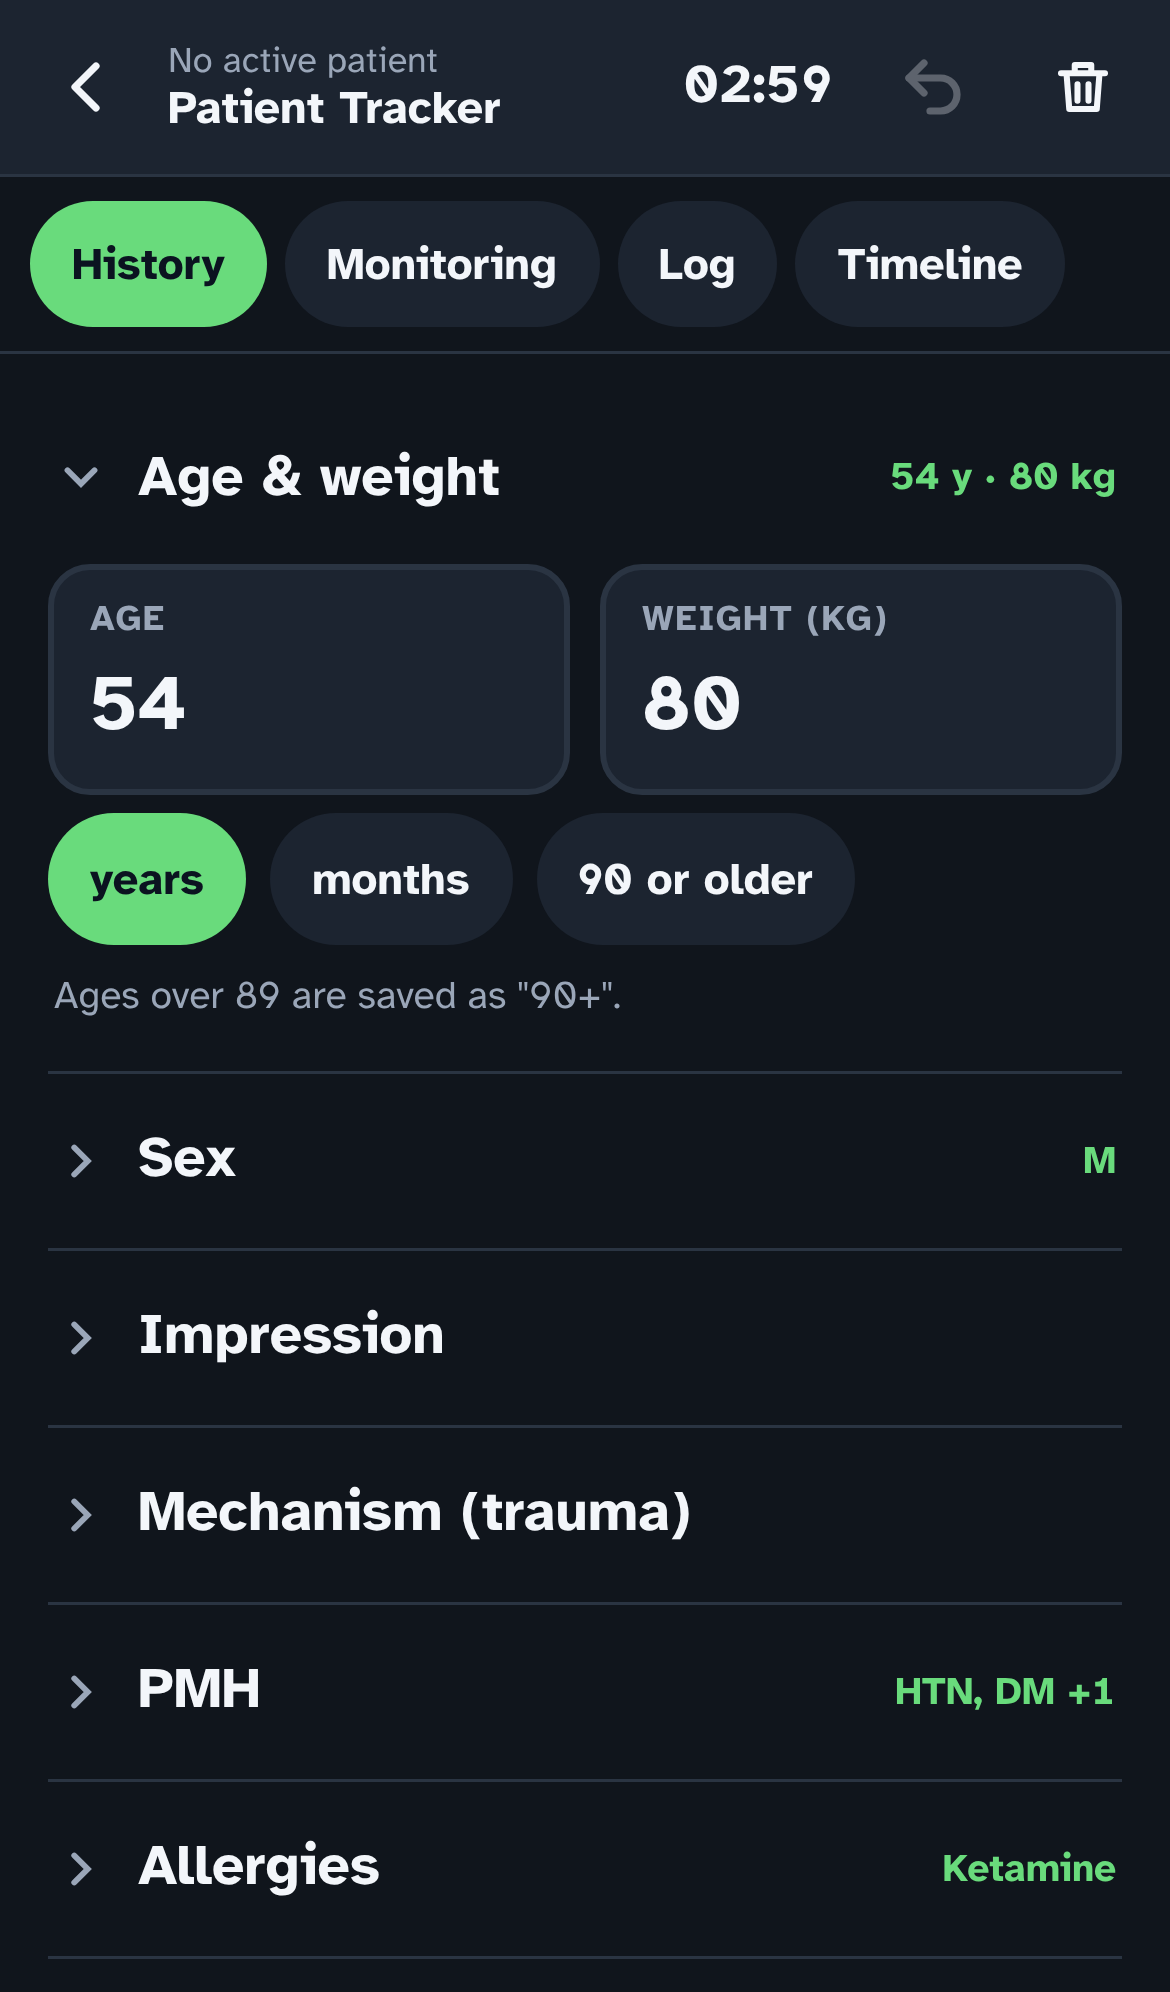 No active patient
Patient Tracker
02:59
History Monitoring Log Timeline
Age & weight 54 y · 80 kg
AGE WEIGHT (KG)
54 80
years months 90 or older
Ages over 89 are saved as "90+".
Sex M
Impression
Mechanism (trauma)
PMH HTN, DM +1
Allergies Ketamine